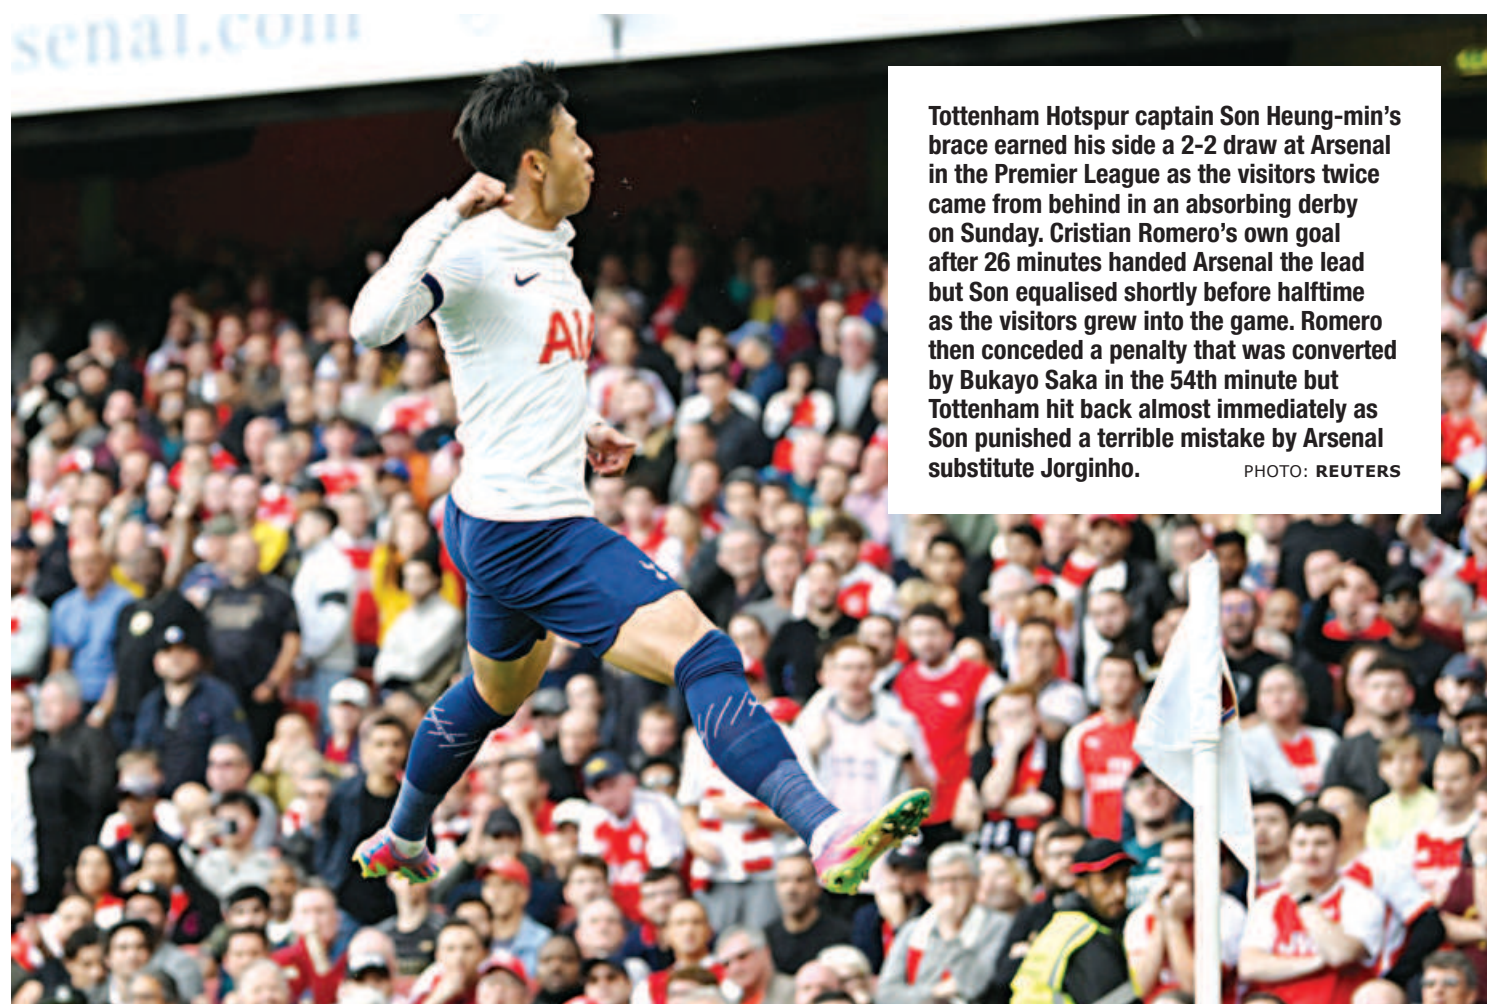 senal.com
Tottenham Hotspur captain Son Heung-min’s
brace earned his side a 2-2 draw at Arsenal
in the Premier League as the visitors twice
came from behind in an absorbing derby
on Sunday. Cristian Romero’s own goal
after 26 minutes handed Arsenal the lead
but Son equalised shortly before halftime
as the visitors grew into the game. Romero
then conceded a penalty that was converted
by Bukayo Saka in the 54th minute but
Tottenham hit back almost immediately as
Son punished a terrible mistake by Arsenal
substitute Jorginho. PHOTO: REUTERS
AI